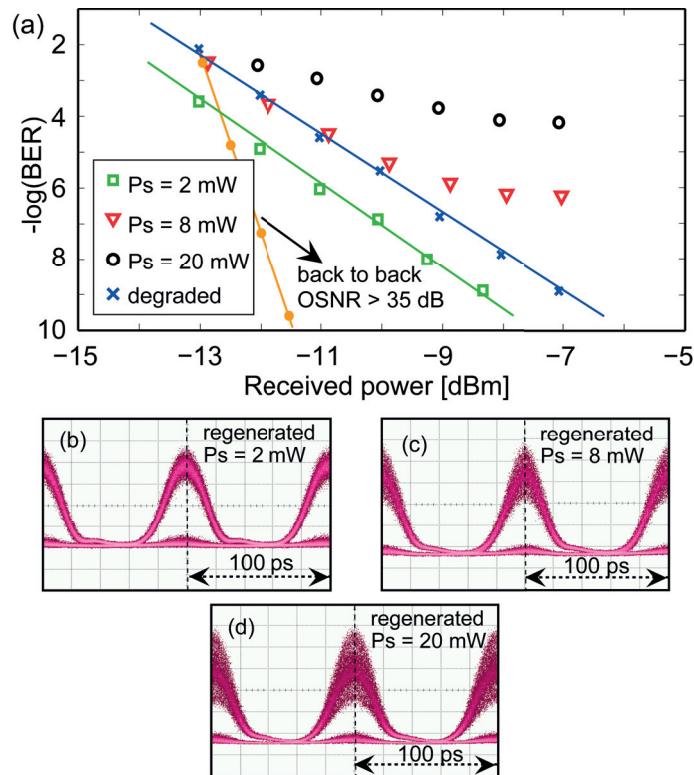 (a)
2
4
6
8
10
-log(BER)
Ps = 2 mW
Ps = 8 mW
Ps = 20 mW
degraded
back to back
OSNR > 35 dB
−15
−13
−11
−9
−7
−5
Received power [dBm]
(b)
regenerated
Ps = 2 mW
100 ps
(c)
regenerated
Ps = 8 mW
100 ps
(d)
regenerated
Ps = 20 mW
100 ps